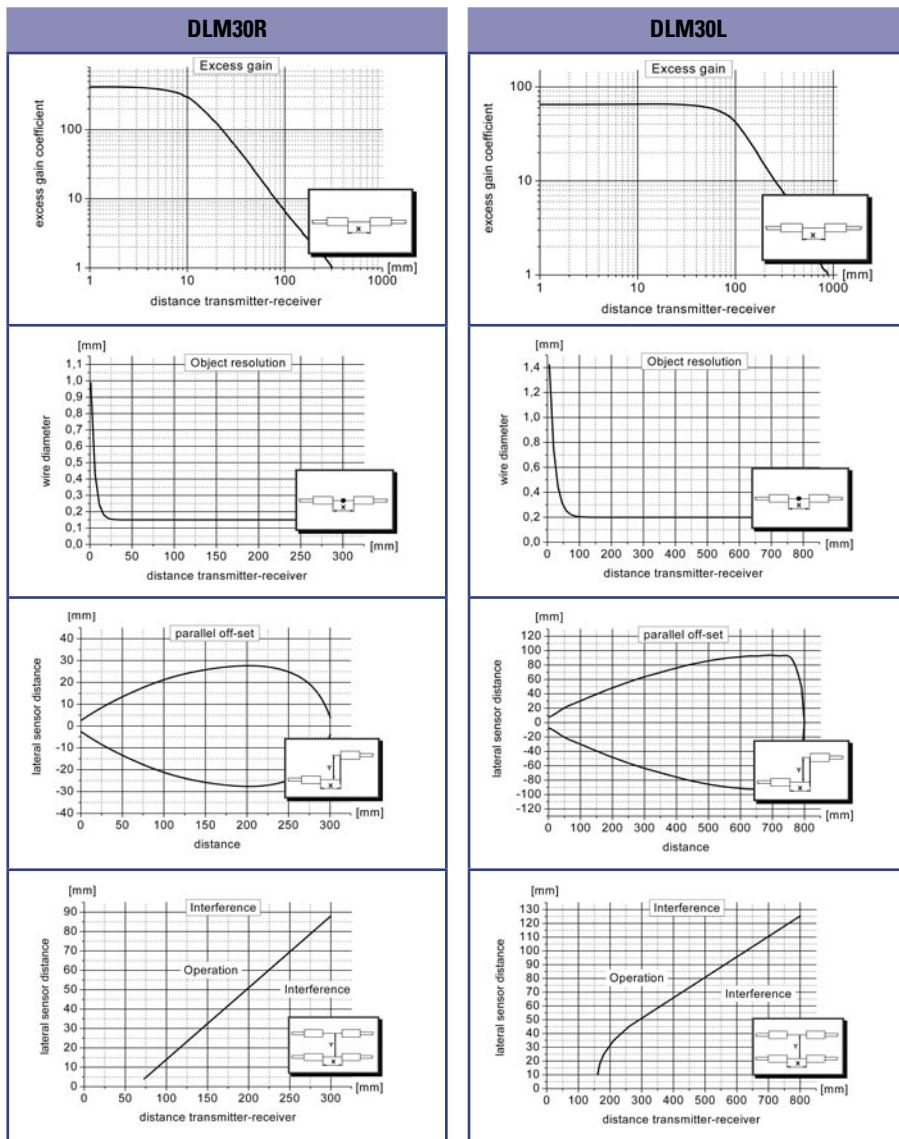 DLM30R
Excess gain
excess gain coefficient
100
10
1
1 10 100 1000
[mm]
X
distance transmitter-receiver
DLM30L
Excess gain
excess gain coefficient
100
10
1
1 10 100 1000
[mm]
X
distance transmitter-receiver
[mm]
Object resolution
wire diameter
1,1
1,0
0,9
0,8
0,7
0,6
0,5
0,4
0,3
0,2
0,1
0,0
0 50 100 150 200 250 300
[mm]
X
distance transmitter-receiver
[mm]
Object resolution
wire diameter
1,4
1,2
1,0
0,8
0,6
0,4
0,2
0,0
0 100 200 300 400 500 600 700 800
[mm]
X
distance transmitter-receiver
[mm]
parallel off-set
lateral sensor distance
40
30
20
10
0
-10
-20
-30
-40
0 50 100 150 200 250 300
[mm]
Y
X
distance
[mm]
parallel off-set
lateral sensor distance
120
100
80
60
40
20
0
-20
-40
-60
-80
-100
-120
0 100 200 300 400 500 600 700 800
[mm]
Y
X
distance
[mm]
Interference
lateral sensor distance
90
80
70
60
50
40
30
20
10
0
Operation
Interference
0 50 100 150 200 250 300
[mm]
Y
X
distance transmitter-receiver
[mm]
Interference
lateral sensor distance
130
120
110
100
90
80
70
60
50
40
30
20
10
0
Operation
Interference
0 100 200 300 400 500 600 700 800
[mm]
Y
X
distance transmitter-receiver